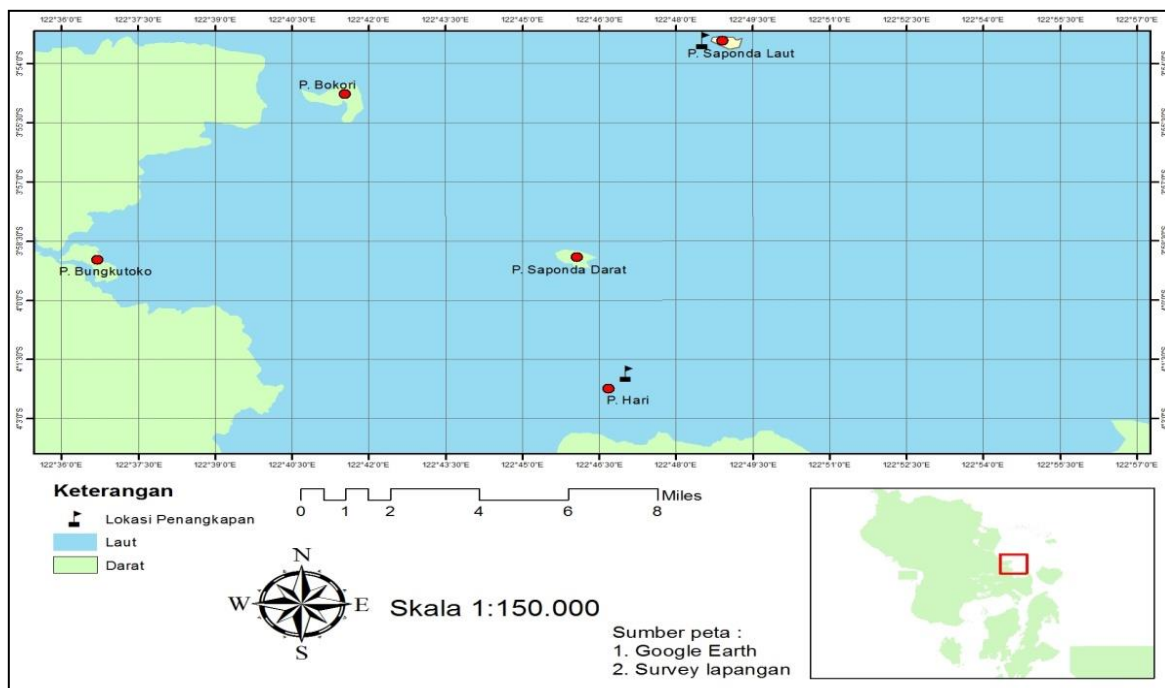 122°36'0"E 122°37'30"E 122°39'0"E 122°40'30"E 122°42'0"E 122°43'30"E 122°45'0"E 122°46'30"E 122°48'0"E 122°49'30"E 122°51'0"E 122°52'30"E 122°54'0"E 122°55'30"E 122°57'0"E
P. Saponda Laut
3°54'0"S
P. Bokori
3°55'30"S
3°57'0"S
3°58'30"S
P. Bungkutoko
P. Saponda Darat
4°0'0"S
4°1'30"S
P. Hari
4°3'0"S
122°36'0"E 122°37'30"E 122°39'0"E 122°40'30"E 122°42'0"E 122°43'30"E 122°45'0"E 122°46'30"E 122°48'0"E 122°49'30"E 122°51'0"E 122°52'30"E 122°54'0"E 122°55'30"E 122°57'0"E
Keterangan
Lokasi Penangkapan
Laut
Darat
Miles
0 1 2 4 6 8
N
W E
S
Skala 1:150.000
Sumber peta :
1. Google Earth
2. Survey lapangan